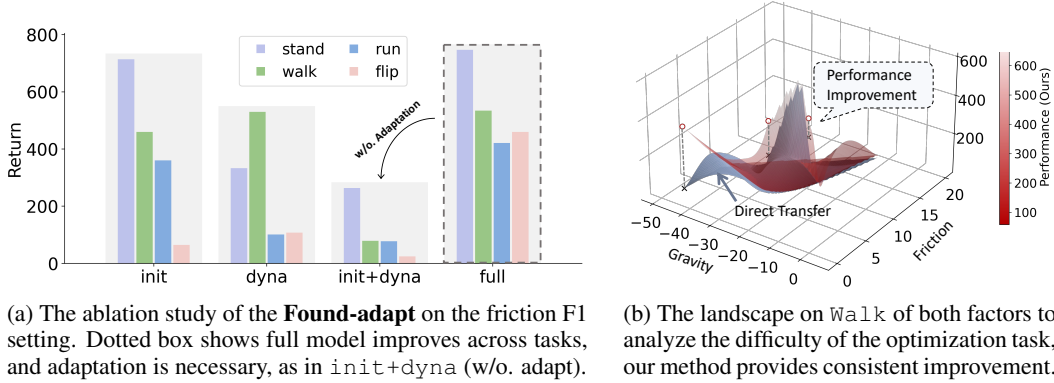 800
600
400
200
0
Return
stand
walk
run
flip
w/o. Adaptation
init
dyna
init+dyna
full
(a) The ablation study of the Found-adapt on the friction F1
setting. Dotted box shows full model improves across tasks,
and adaptation is necessary, as in init+dyna (w/o. adapt).
Performance
Improvement
Direct Transfer
600
400
200
−50
−40
−30
−20
−10
0
Gravity
0
5
10
15
20
Friction
600
500
400
300
200
100
Performance (Ours)
(b) The landscape on Walk of both factors to
analyze the difficulty of the optimization task,
our method provides consistent improvement.